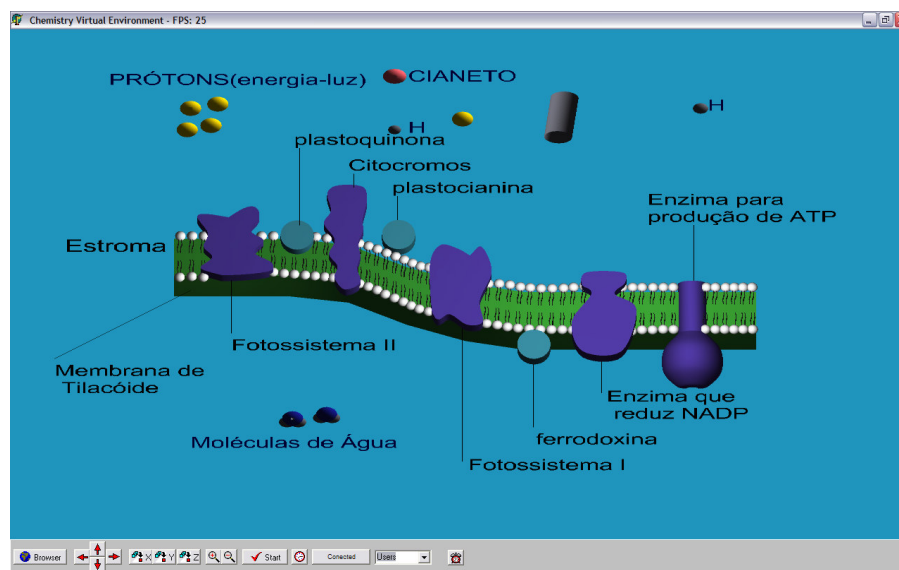 Chemistry Virtual Environment - FPS: 25
PRÓTONS(energia-luz)
CIANETO
H
H
plastoquinona
Citocromos
plastocianina
Enzima para
produção de ATP
Estroma
Fotossistema II
Membrana de
Tilacóide
Enzima que
reduz NADP
Moléculas de Água
ferrodoxina
Fotossistema I
Browser
X
Y
Z
Start
Conected
Users